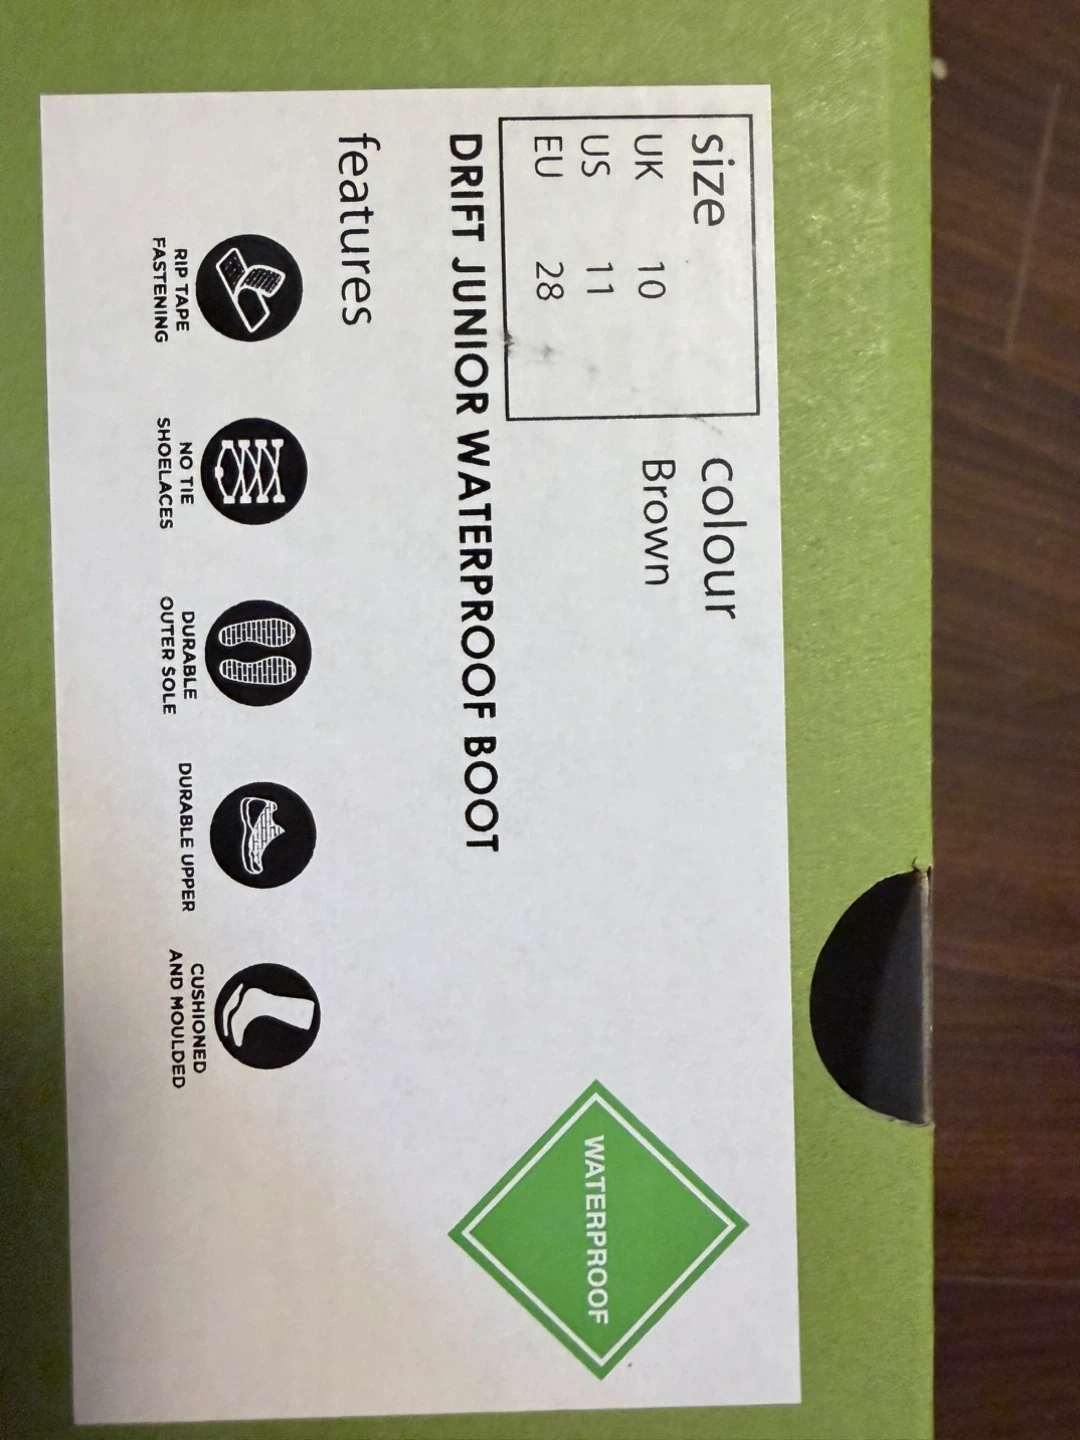 size
UK 10
US 11
EU 28
colour
Brown
DRIFT JUNIOR WATERPROOF BOOT
WATERPROOF
features
RIP TAPE
FASTENING
NO TIE
SHOELACES
DURABLE
OUTER SOLE
DURABLE UPPER
CUSHIONED
AND MOULDED